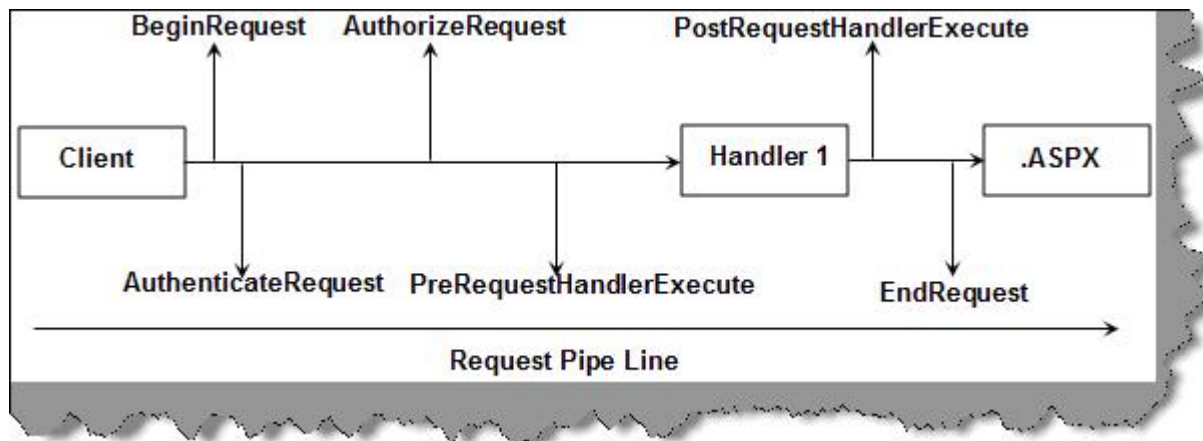 BeginRequest AuthorizeRequest PostRequestHandlerExecute
Client Handler 1 .ASPX
AuthenticateRequest PreRequestHandlerExecute EndRequest
Request Pipe Line